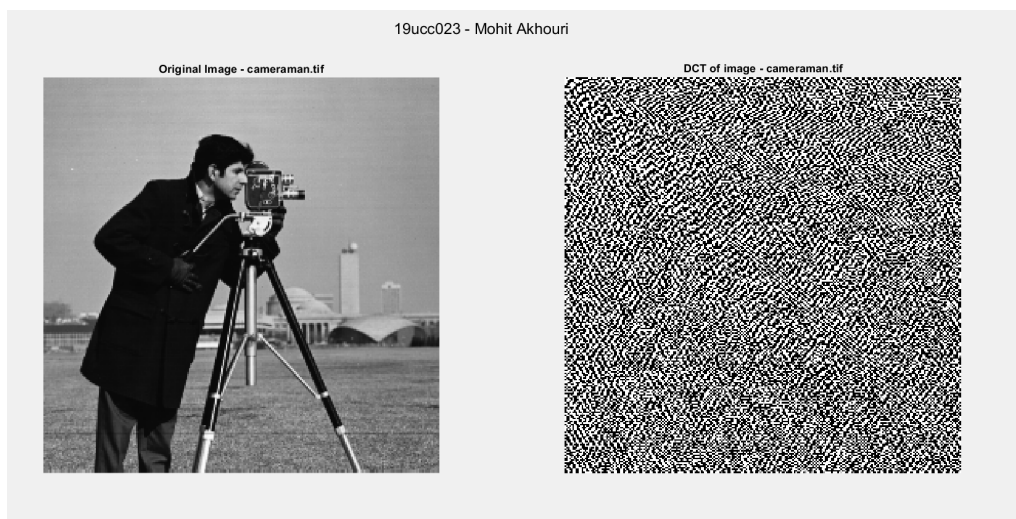 19ucc023 - Mohit Akhouri
Original Image - cameraman.tif
DCT of image - cameraman.tif